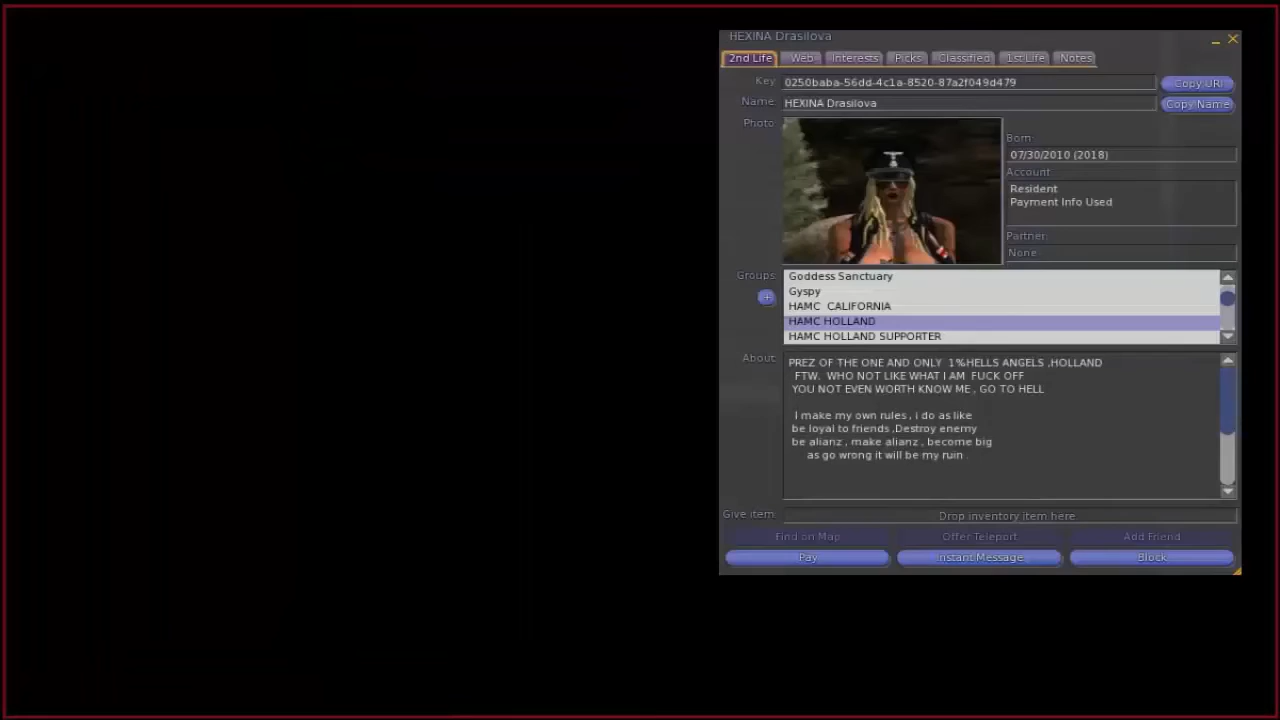 HEXINA Drasilova
2nd Life Web Interests Picks Classified 1st Life Notes
Key: 0250baba-56dd-4c1a-8520-87a2f049d479 Copy URI
Name: HEXINA Drasilova Copy Name
Photo:
Born:
07/30/2010 (2018)
Account:
Resident
Payment Info Used
Partner:
None
Groups:
+
Goddess Sanctuary
Gyspy
HAMC CALIFORNIA
HAMC HOLLAND
HAMC HOLLAND SUPPORTER
About:
PREZ OF THE ONE AND ONLY 1%HELLS ANGELS ,HOLLAND
FTW. WHO NOT LIKE WHAT I AM FUCK OFF
YOU NOT EVEN WORTH KNOW ME , GO TO HELL
I make my own rules , i do as like
be loyal to friends ,Destroy enemy
be alianz , make alianz , become big
as go wrong it will be my ruin .
Give item: Drop inventory item here.
Find on Map Offer Teleport Add Friend
Pay Instant Message Block